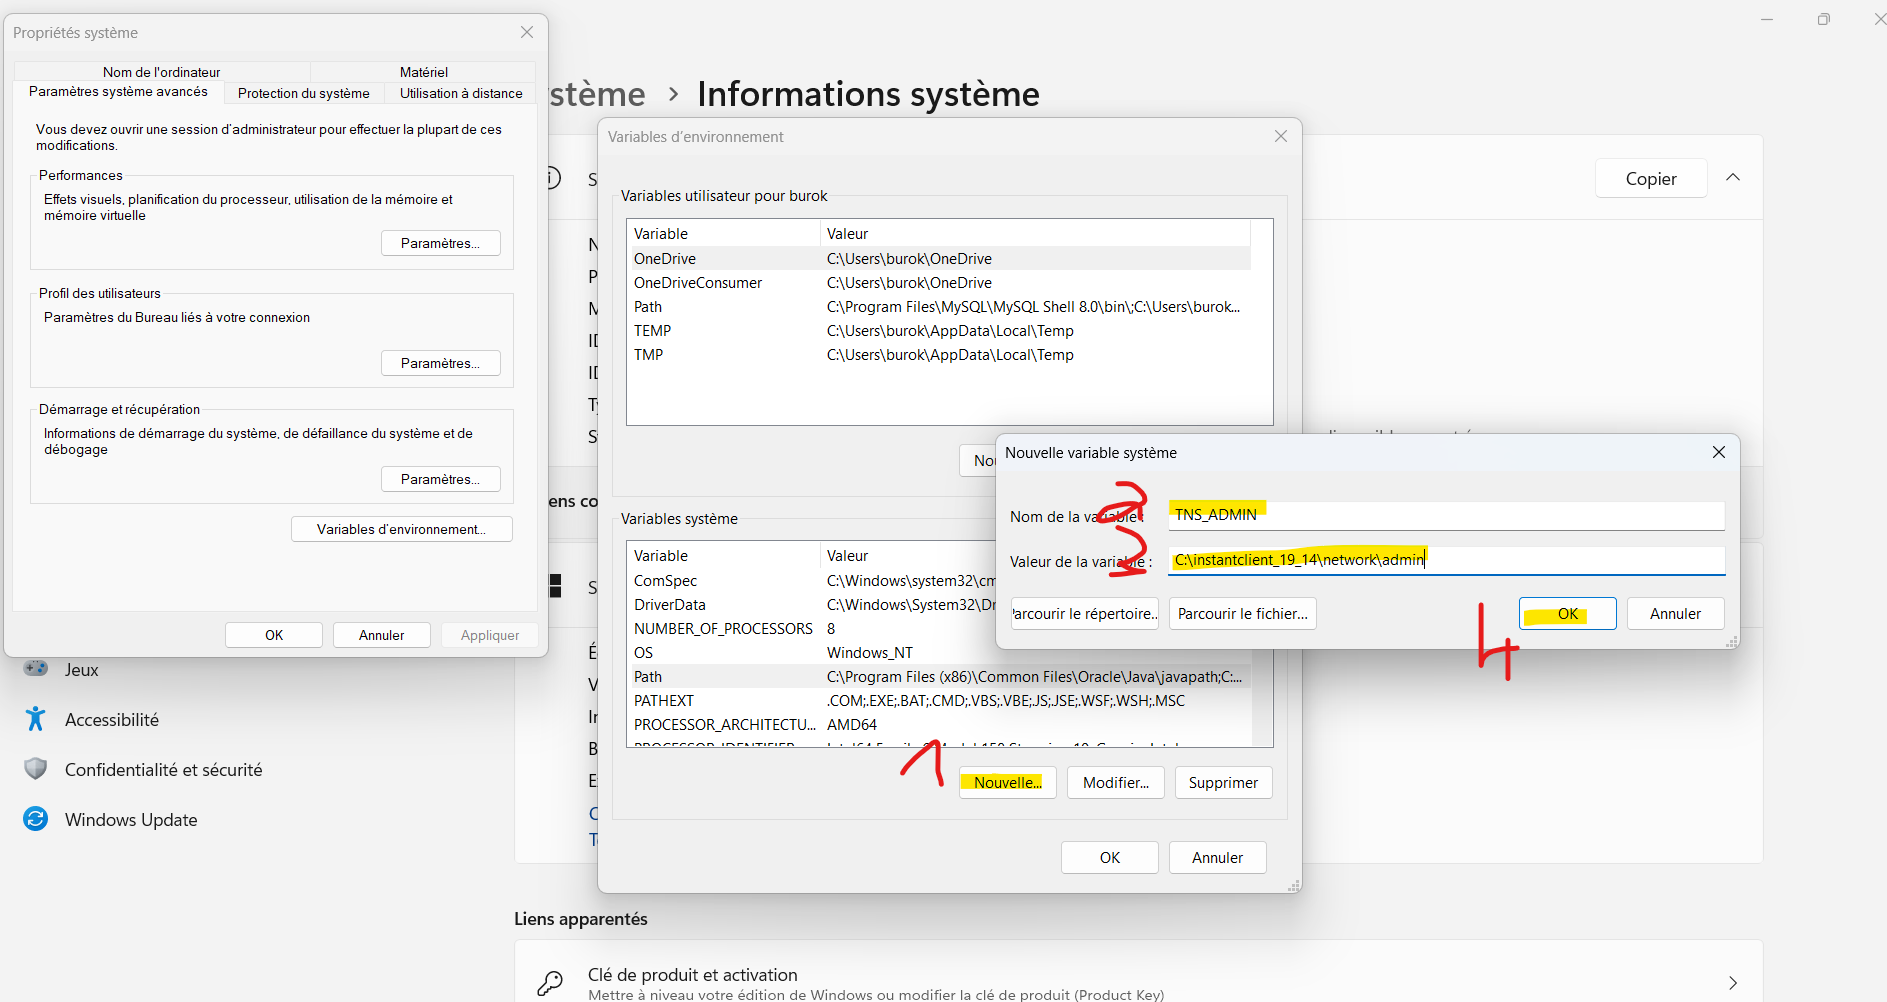 Propriétés système
Nom de l'ordinateur
Matériel
Paramètres système avancés
Protection du système
Utilisation à distance
Vous devez ouvrir une session d'administrateur pour effectuer la plupart de ces
modifications.
Performances
Effets visuels, planification du processeur, utilisation de la mémoire et
mémoire virtuelle
Paramètres...
Profil des utilisateurs
Paramètres du Bureau liés à votre connexion
Paramètres...
Démarrage et récupération
Informations de démarrage du système, de défaillance du système et de
débogage
Paramètres...
Variables d'environnement...
OK
Annuler
Appliquer
stème > Informations système
Copier
Variables d'environnement
Variables utilisateur pour burok
Variable Valeur
OneDrive C:\Users\burok\OneDrive
OneDriveConsumer C:\Users\burok\OneDrive
Path C:\Program Files\MySQL\MySQL Shell 8.0\bin\;C:\Users\burok...
TEMP C:\Users\burok\AppData\Local\Temp
TMP C:\Users\burok\AppData\Local\Temp
Nou
Variables système
Variable Valeur
ComSpec C:\Windows\system32\cm
DriverData C:\Windows\System32\Dr
NUMBER_OF_PROCESSORS 8
OS Windows_NT
Path C:\Program Files (x86)\Common Files\Oracle\Java\javapath;C:...
PATHEXT .COM;.EXE;.BAT;.CMD;.VBS;.VBE;.JS;.JSE;.WSF;.WSH;.MSC
PROCESSOR_ARCHITECTU... AMD64
1
Nouvelle...
Modifier...
Supprimer
OK
Annuler
Nouvelle variable système
2
Nom de la variable : TNS_ADMIN
3
Valeur de la variable : C:\instantclient_19_14\network\admin
arcourir le répertoire...
Parcourir le fichier...
OK
Annuler
4
ens co
Jeux
Accessibilité
Confidentialité et sécurité
Windows Update
Liens apparentés
Clé de produit et activation
Mettre à niveau votre édition de Windows ou modifier la clé de produit (Product Key)